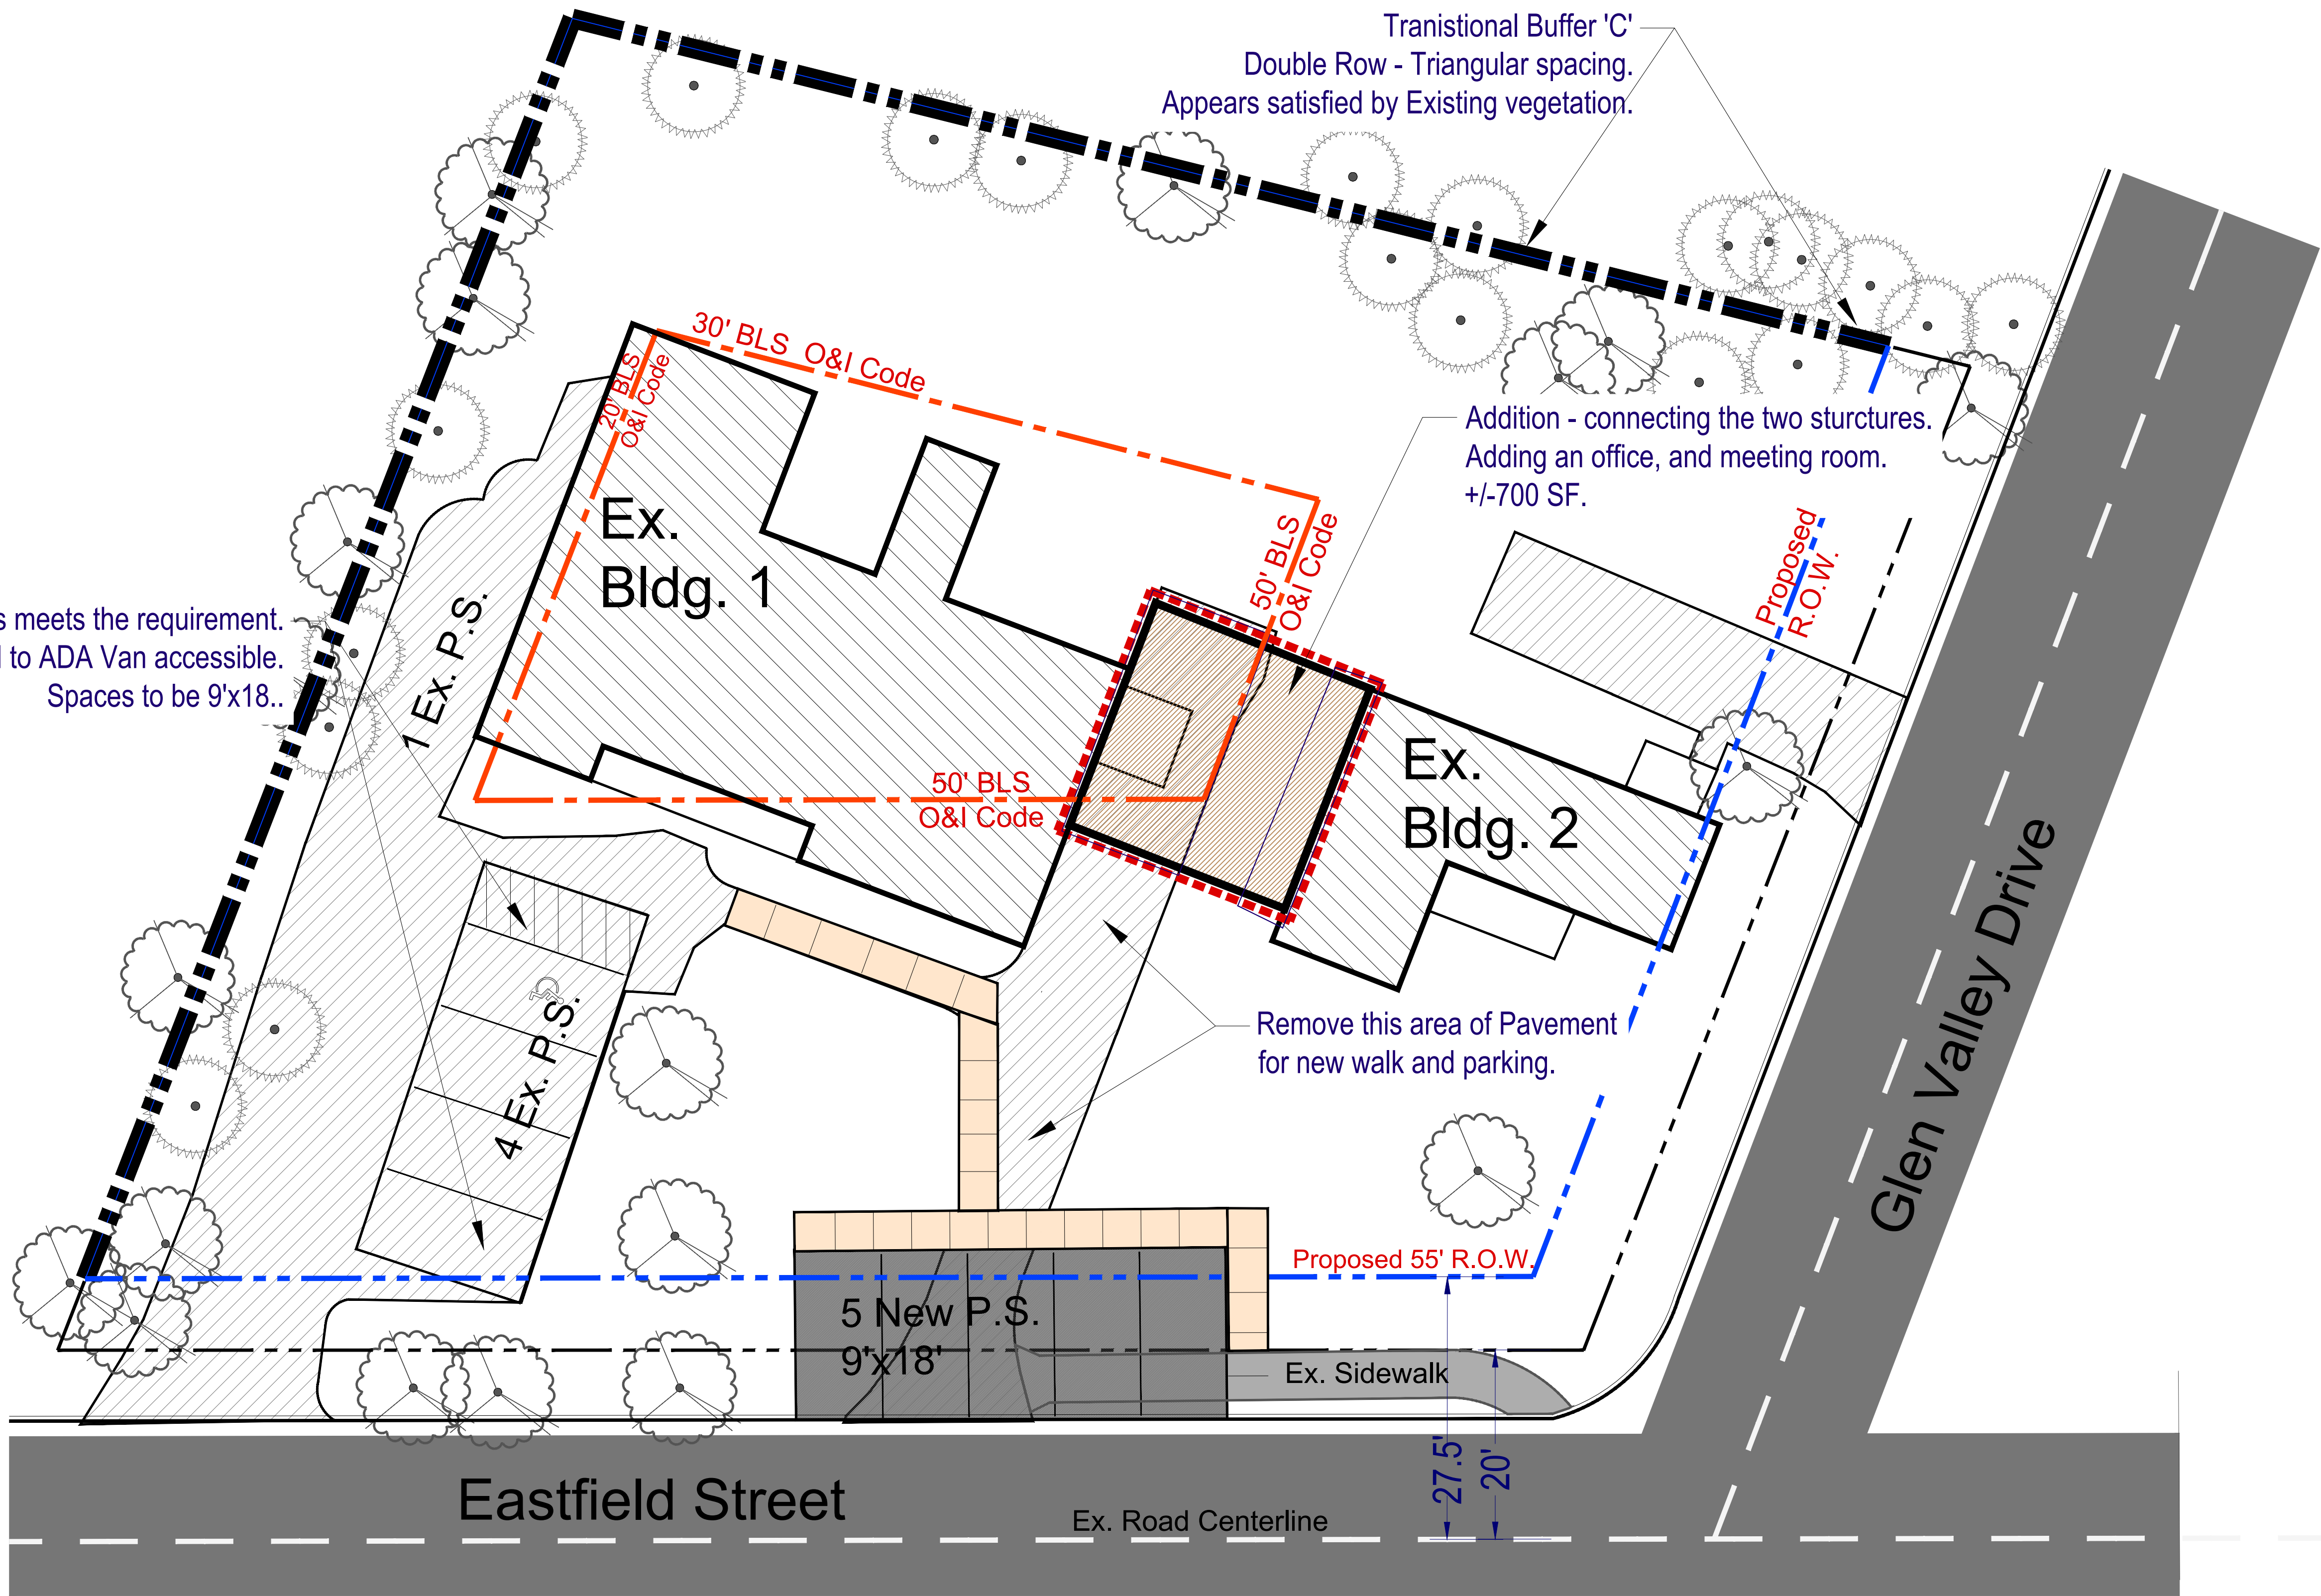 Tranistional Buffer 'C'
Double Row - Triangular spacing.
Appears satisfied by Existing vegetation.
30' BLS O&I Code
20' BLS
O&I Code
Addition - connecting the two sturctures.
Adding an office, and meeting room.
+/-700 SF.
Ex.
Bldg. 1
50' BLS
O&I Code
Proposed
R.O.W.
s meets the requirement.
to ADA Van accessible.
Spaces to be 9'x18..
1 Ex. P.S.
50' BLS
O&I Code
Ex.
Bldg. 2
4 Ex. P.S.
Remove this area of Pavement
for new walk and parking.
Glen Valley Drive
Proposed 55' R.O.W.
5 New P.S.
9'x18'
Ex. Sidewalk
27.5'
20'
Eastfield Street
Ex. Road Centerline